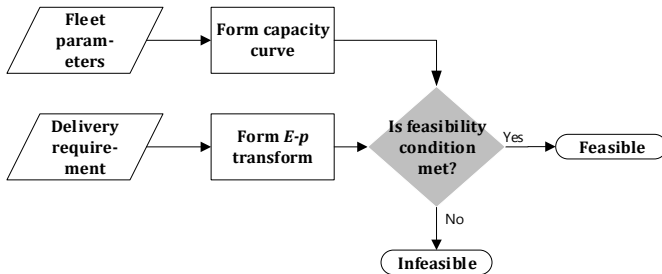 Fleet
param-
eters
Form capacity
curve
Delivery
require-
ment
Form E-p
transform
Is feasibility
condition
met?
Yes
Feasible
No
Infeasible